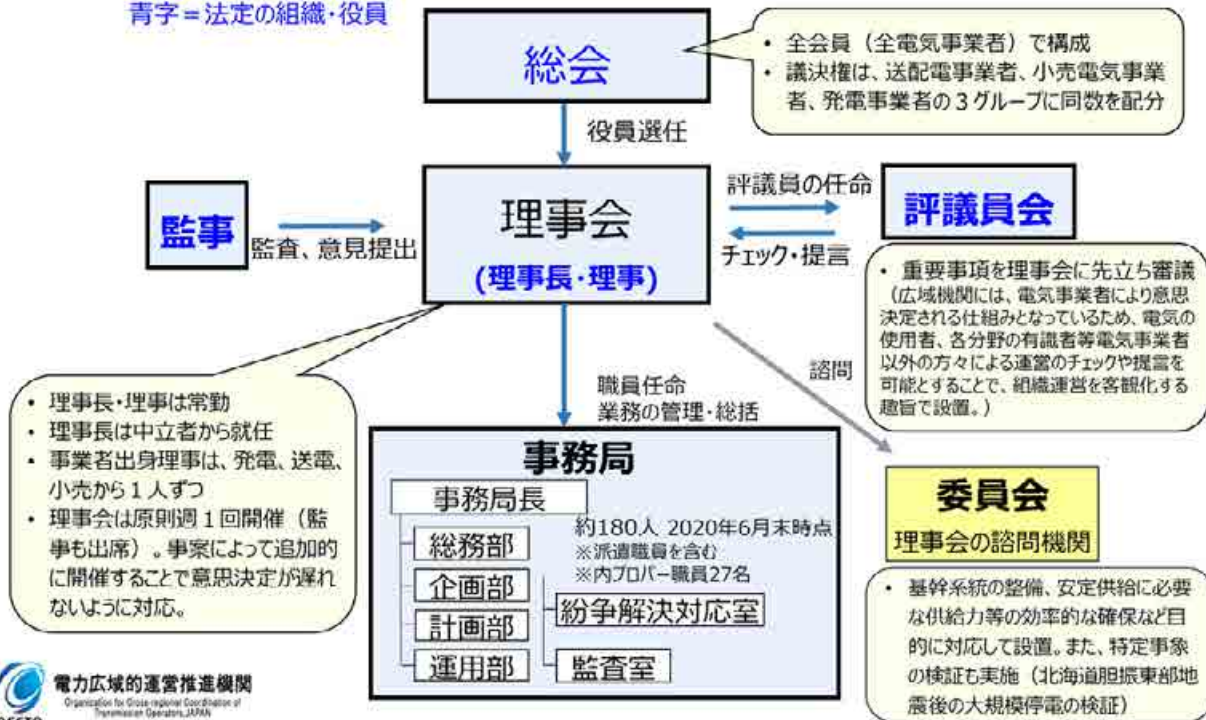 青字=法定の組織・役員
総会
・ 全会員（全電気事業者）で構成
・ 議決権は、送配電事業者、小売電気事業
者、発電事業者の３グループに同数を配分
役員選任
監事
監査、意見提出
理事会
(理事長・理事)
評議員の任命
チェック・提言
評議員会
・ 重要事項を理事会に先立ち審議
（広域機関には、電気事業者により意思
決定される仕組みとなっているため、電気の
使用者、各分野の有識者等電気事業者
以外の方々による運営のチェックや提言を
可能とすることで、組織運営を客観化する
趣旨で設置。）
・ 理事長・理事は常勤
・ 理事長は中立者から就任
・ 事業者出身理事は、発電、送電、
小売から１人ずつ
・ 理事会は原則週１回開催（監
事も出席）。事案によって追加的
に開催することで意思決定が遅れ
ないように対応。
職員任命
業務の管理・総括
諮問
事務局
事務局長
総務部
企画部
計画部
運用部
約180人 2020年6月末時点
※派遣職員を含む
※内プロパー職員27名
紛争解決対応室
監査室
委員会
理事会の諮問機関
・ 基幹系統の整備、安定供給に必要
な供給力等の効率的な確保など目
的に対応して設置。また、特定事象
の検証も実施（北海道胆振東部地
震後の大規模停電の検証）
電力広域的運営推進機関
Organization for Cross-regional Coordination of
Transmission Operators,JAPAN